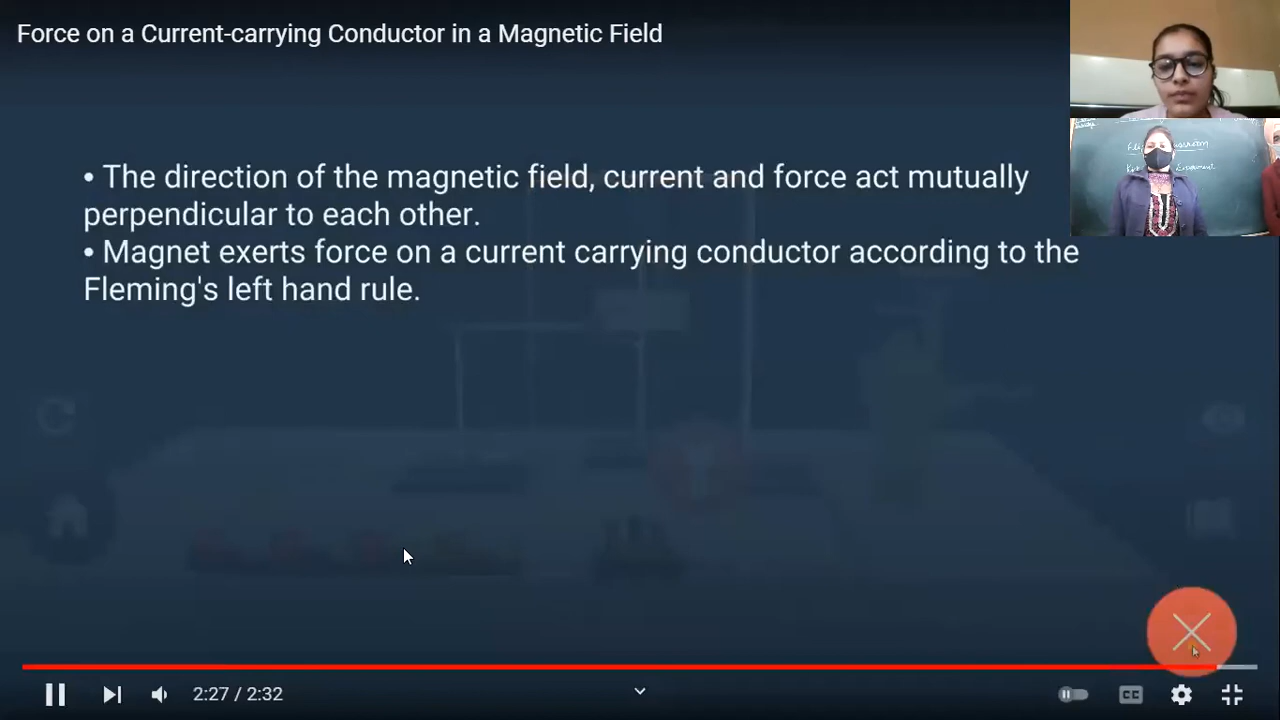 Force on a Current-carrying Conductor in a Magnetic Field
• The direction of the magnetic field, current and force act mutually
perpendicular to each other.
• Magnet exerts force on a current carrying conductor according to the
Fleming's left hand rule.
2:27 / 2:32
CC